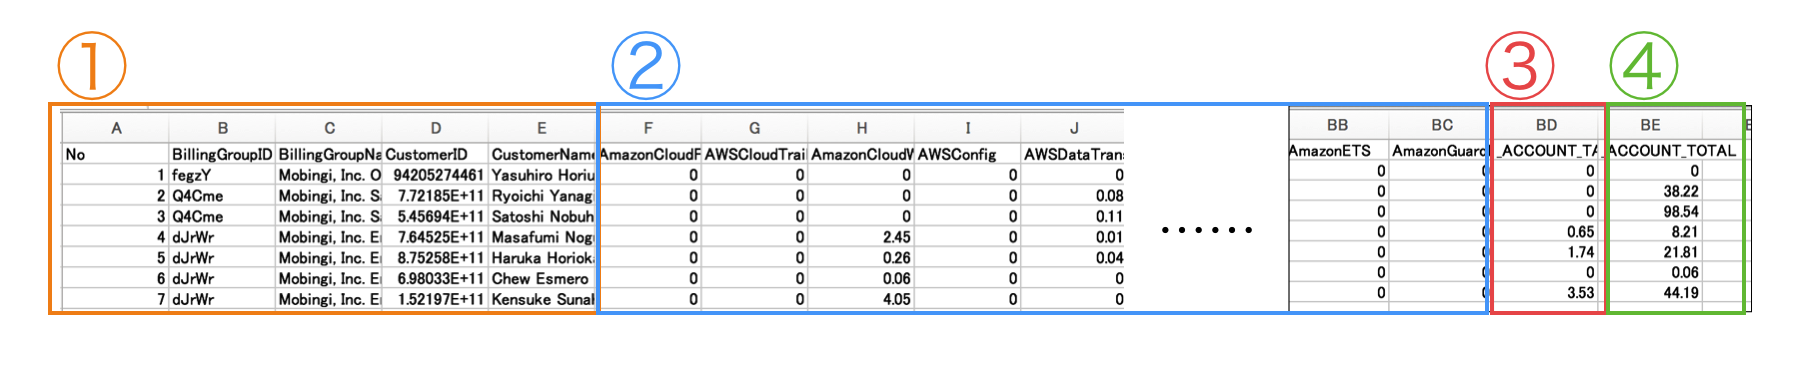 ① ② ③ ④
A B C D E F G H I J BB BC BD BE
No BillingGroupID BillingGroupNa CustomerID CustomerName AmazonCloudF AWSCloudTrai AmazonCloudW AWSConfig AWSDataTran AmazonETS AmazonGuard _ACCOUNT_TA ACCOUNT_TOTAL
1 fegzY Mobingi, Inc. O 94205274461 Yasuhiro Horiu 0 0 0 0 0 0 0 0 0
2 Q4Cme Mobingi, Inc. S 7.72185E+11 Ryoichi Yanag 0 0 0 0 0.08 0 0 0 38.22
3 Q4Cme Mobingi, Inc. S 5.45694E+11 Satoshi Nobuh 0 0 0 0 0.11 0 0 0 98.54
4 dJrWr Mobingi, Inc. E 7.64525E+11 Masafumi Nog 0 0 2.45 0 0.01 0 0 0.65 8.21
5 dJrWr Mobingi, Inc. E 8.75258E+11 Haruka Horiok 0 0 0.26 0 0.04 0 0 1.74 21.81
6 dJrWr Mobingi, Inc. E 6.98033E+11 Chew Esmero 0 0 0.06 0 0 0 0 0 0.06
7 dJrWr Mobingi, Inc. E 1.52197E+11 Kensuke Sunah 0 0 4.05 0 0 0 0 3.53 44.19
······